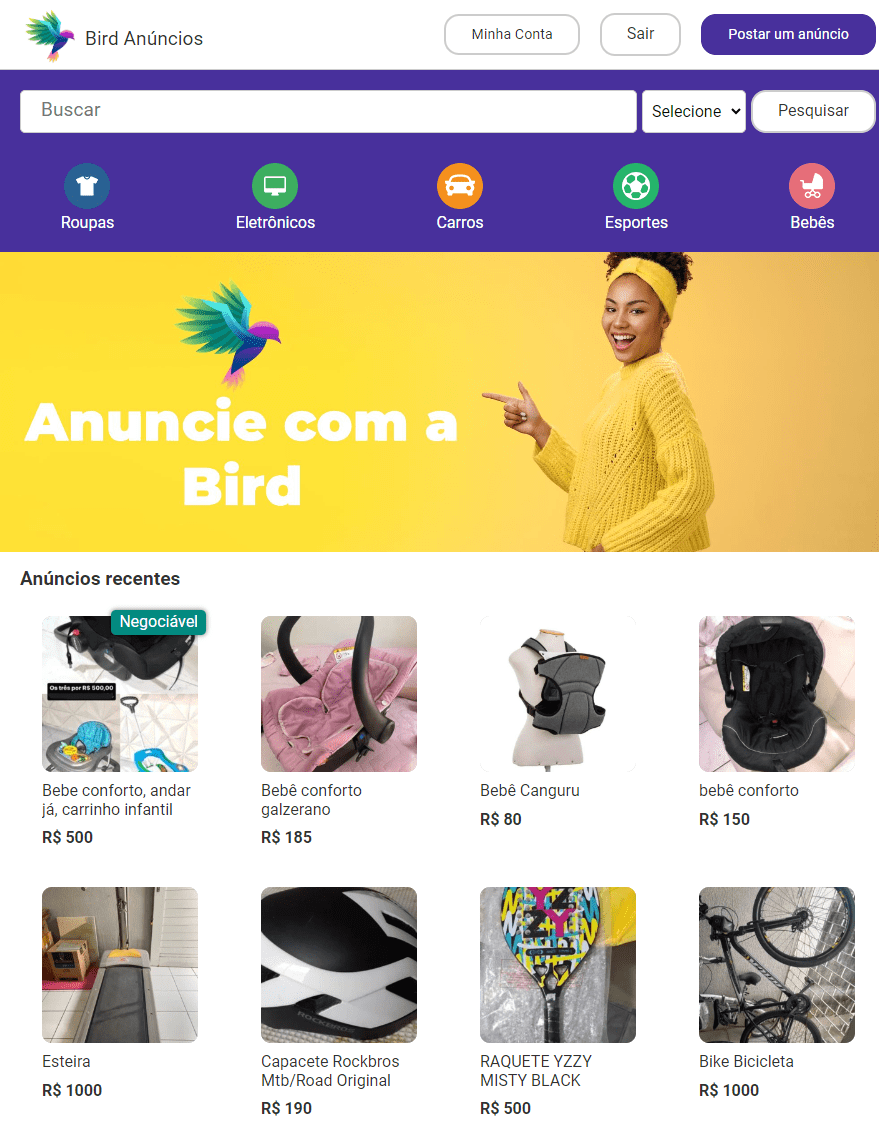 Bird Anúncios
Minha Conta
Sair
Postar um anúncio
Buscar
Selecione
Pesquisar
Roupas
Eletrônicos
Carros
Esportes
Bebês
Anuncie com a
Bird
Anúncios recentes
Negociável
Os três por R$ 500,00
Bebe conforto, andar
já, carrinho infantil
R$ 500
Bebê conforto
galzerano
R$ 185
Bebê Canguru
R$ 80
bebê conforto
R$ 150
Esteira
R$ 1000
ROCKBROS
Capacete Rockbros
Mtb/Road Original
R$ 190
RAQUETE YZZY
MISTY BLACK
R$ 500
Bike Bicicleta
R$ 1000